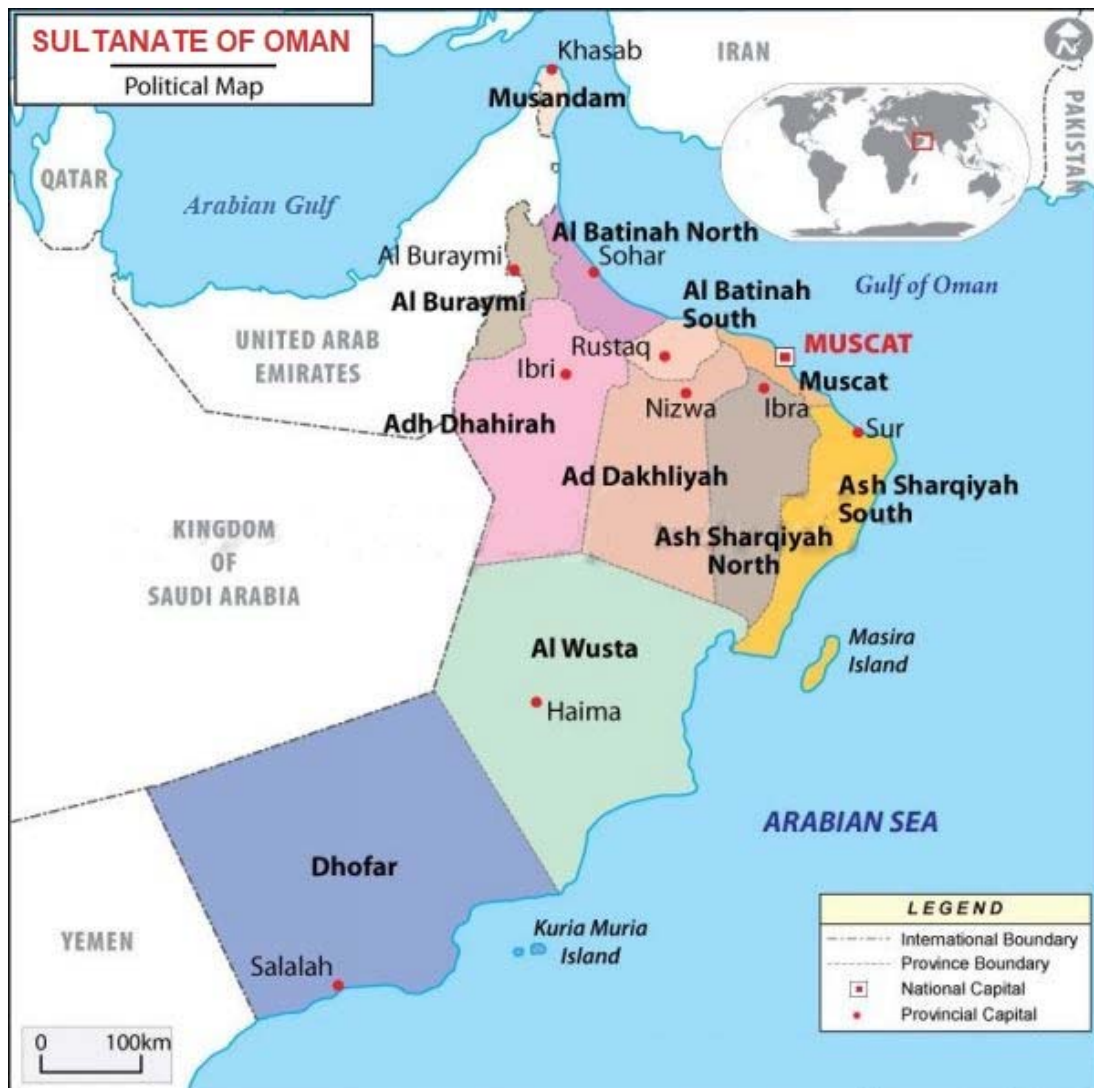 SULTANATE OF OMAN
Political Map
Khasab
IRAN
N
Musandam
PAKISTAN
QATAR
Arabian Gulf
Al Batinah North
Al Buraymi
Sohar
Al Buraymi
Al Batinah
South
Gulf of Oman
UNITED ARAB
EMIRATES
Rustaq
MUSCAT
Ibri
Muscat
Nizwa
Ibra
Adh Dhahirah
Sur
Ad Dakhliyah
Ash Sharqiyah
South
KINGDOM
OF
SAUDI ARABIA
Ash Sharqiyah
North
Al Wusta
Masira
Island
Haima
ARABIAN SEA
Dhofar
LEGEND
International Boundary
Province Boundary
National Capital
Provincial Capital
Kuria Muria
Island
YEMEN
Salalah
0 100km